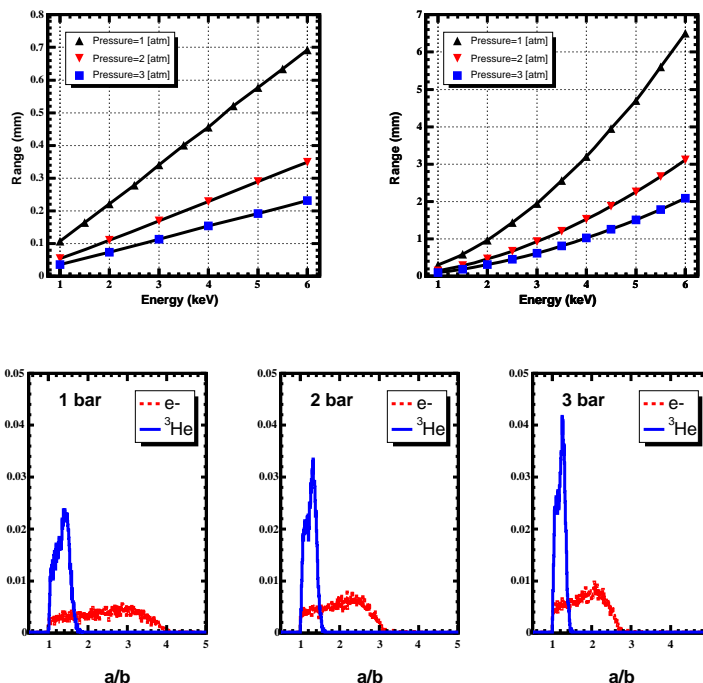 0.8
0.7
0.6
0.5
0.4
0.3
0.2
0.1
0
Range (mm)
Pressure=1 [atm]
Pressure=2 [atm]
Pressure=3 [atm]
1 2 3 4 5 6
Energy (keV)
7
6
5
4
3
2
1
0
Range (mm)
Pressure=1 [atm]
Pressure=2 [atm]
Pressure=3 [atm]
1 2 3 4 5 6
Energy (keV)
0.05
0.04
0.03
0.02
0.01
0
1 bar
e-
³He
1 2 3 4 5
a/b
0.05
0.04
0.03
0.02
0.01
0
2 bar
e-
³He
1 2 3 4 5
a/b
0.05
0.04
0.03
0.02
0.01
0
3 bar
e-
³He
1 2 3 4
a/b